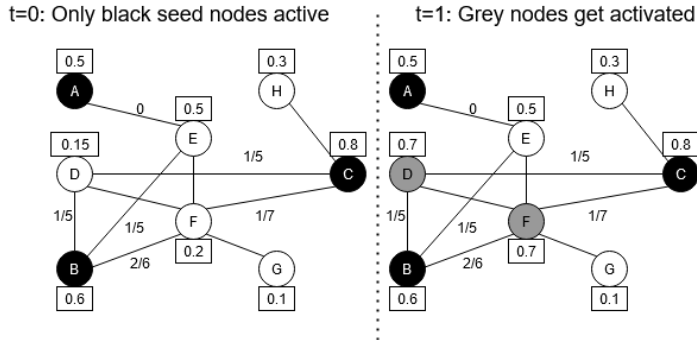 t=0: Only black seed nodes active
t=1: Grey nodes get activated
0.5
0.3
A
H
0
0.5
E
0.8
0.15
1/5
D
C
1/5
1/5
F
1/7
2/6
0.2
B
G
0.6
0.1
0.5
0.3
A
H
0
0.5
E
0.8
0.7
1/5
D
C
1/5
1/5
F
1/7
2/6
0.7
B
G
0.6
0.1